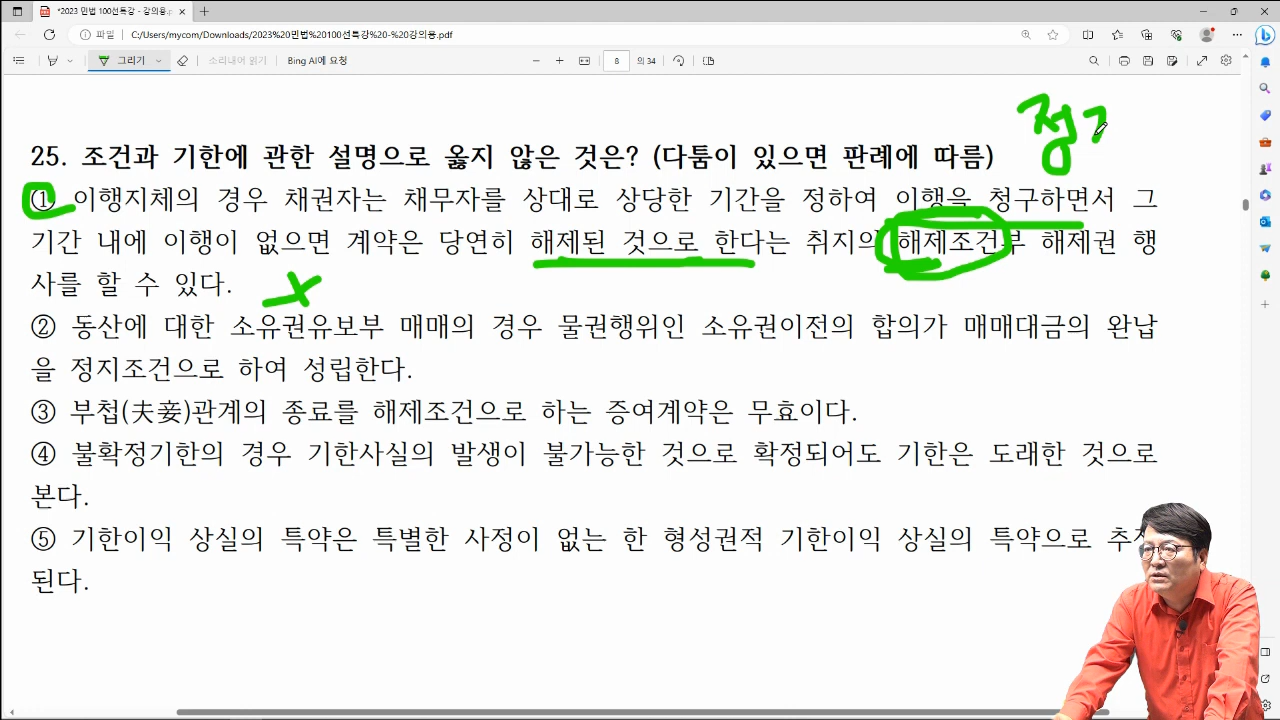 *2023 민법 100선특강 - 강의용.p
파일 C:/Users/mycom/Downloads/2023%20민법%20100선특강%20-%20강의용.pdf
그리기 소리내어 읽기 Bing AI에 요청 8 의 34
정지
25. 조건과 기한에 관한 설명으로 옳지 않은 것은? (다툼이 있으면 판례에 따름)
① 이행지체의 경우 채권자는 채무자를 상대로 상당한 기간을 정하여 이행을 청구하면서 그
기간 내에 이행이 없으면 계약은 당연히 해제된 것으로 한다는 취지의 해제조건부 해제권 행
사를 할 수 있다.
② 동산에 대한 소유권유보부 매매의 경우 물권행위인 소유권이전의 합의가 매매대금의 완납
을 정지조건으로 하여 성립한다.
③ 부첩(夫妾)관계의 종료를 해제조건으로 하는 증여계약은 무효이다.
④ 불확정기한의 경우 기한사실의 발생이 불가능한 것으로 확정되어도 기한은 도래한 것으로
본다.
⑤ 기한이익 상실의 특약은 특별한 사정이 없는 한 형성권적 기한이익 상실의 특약으로 추정
된다.